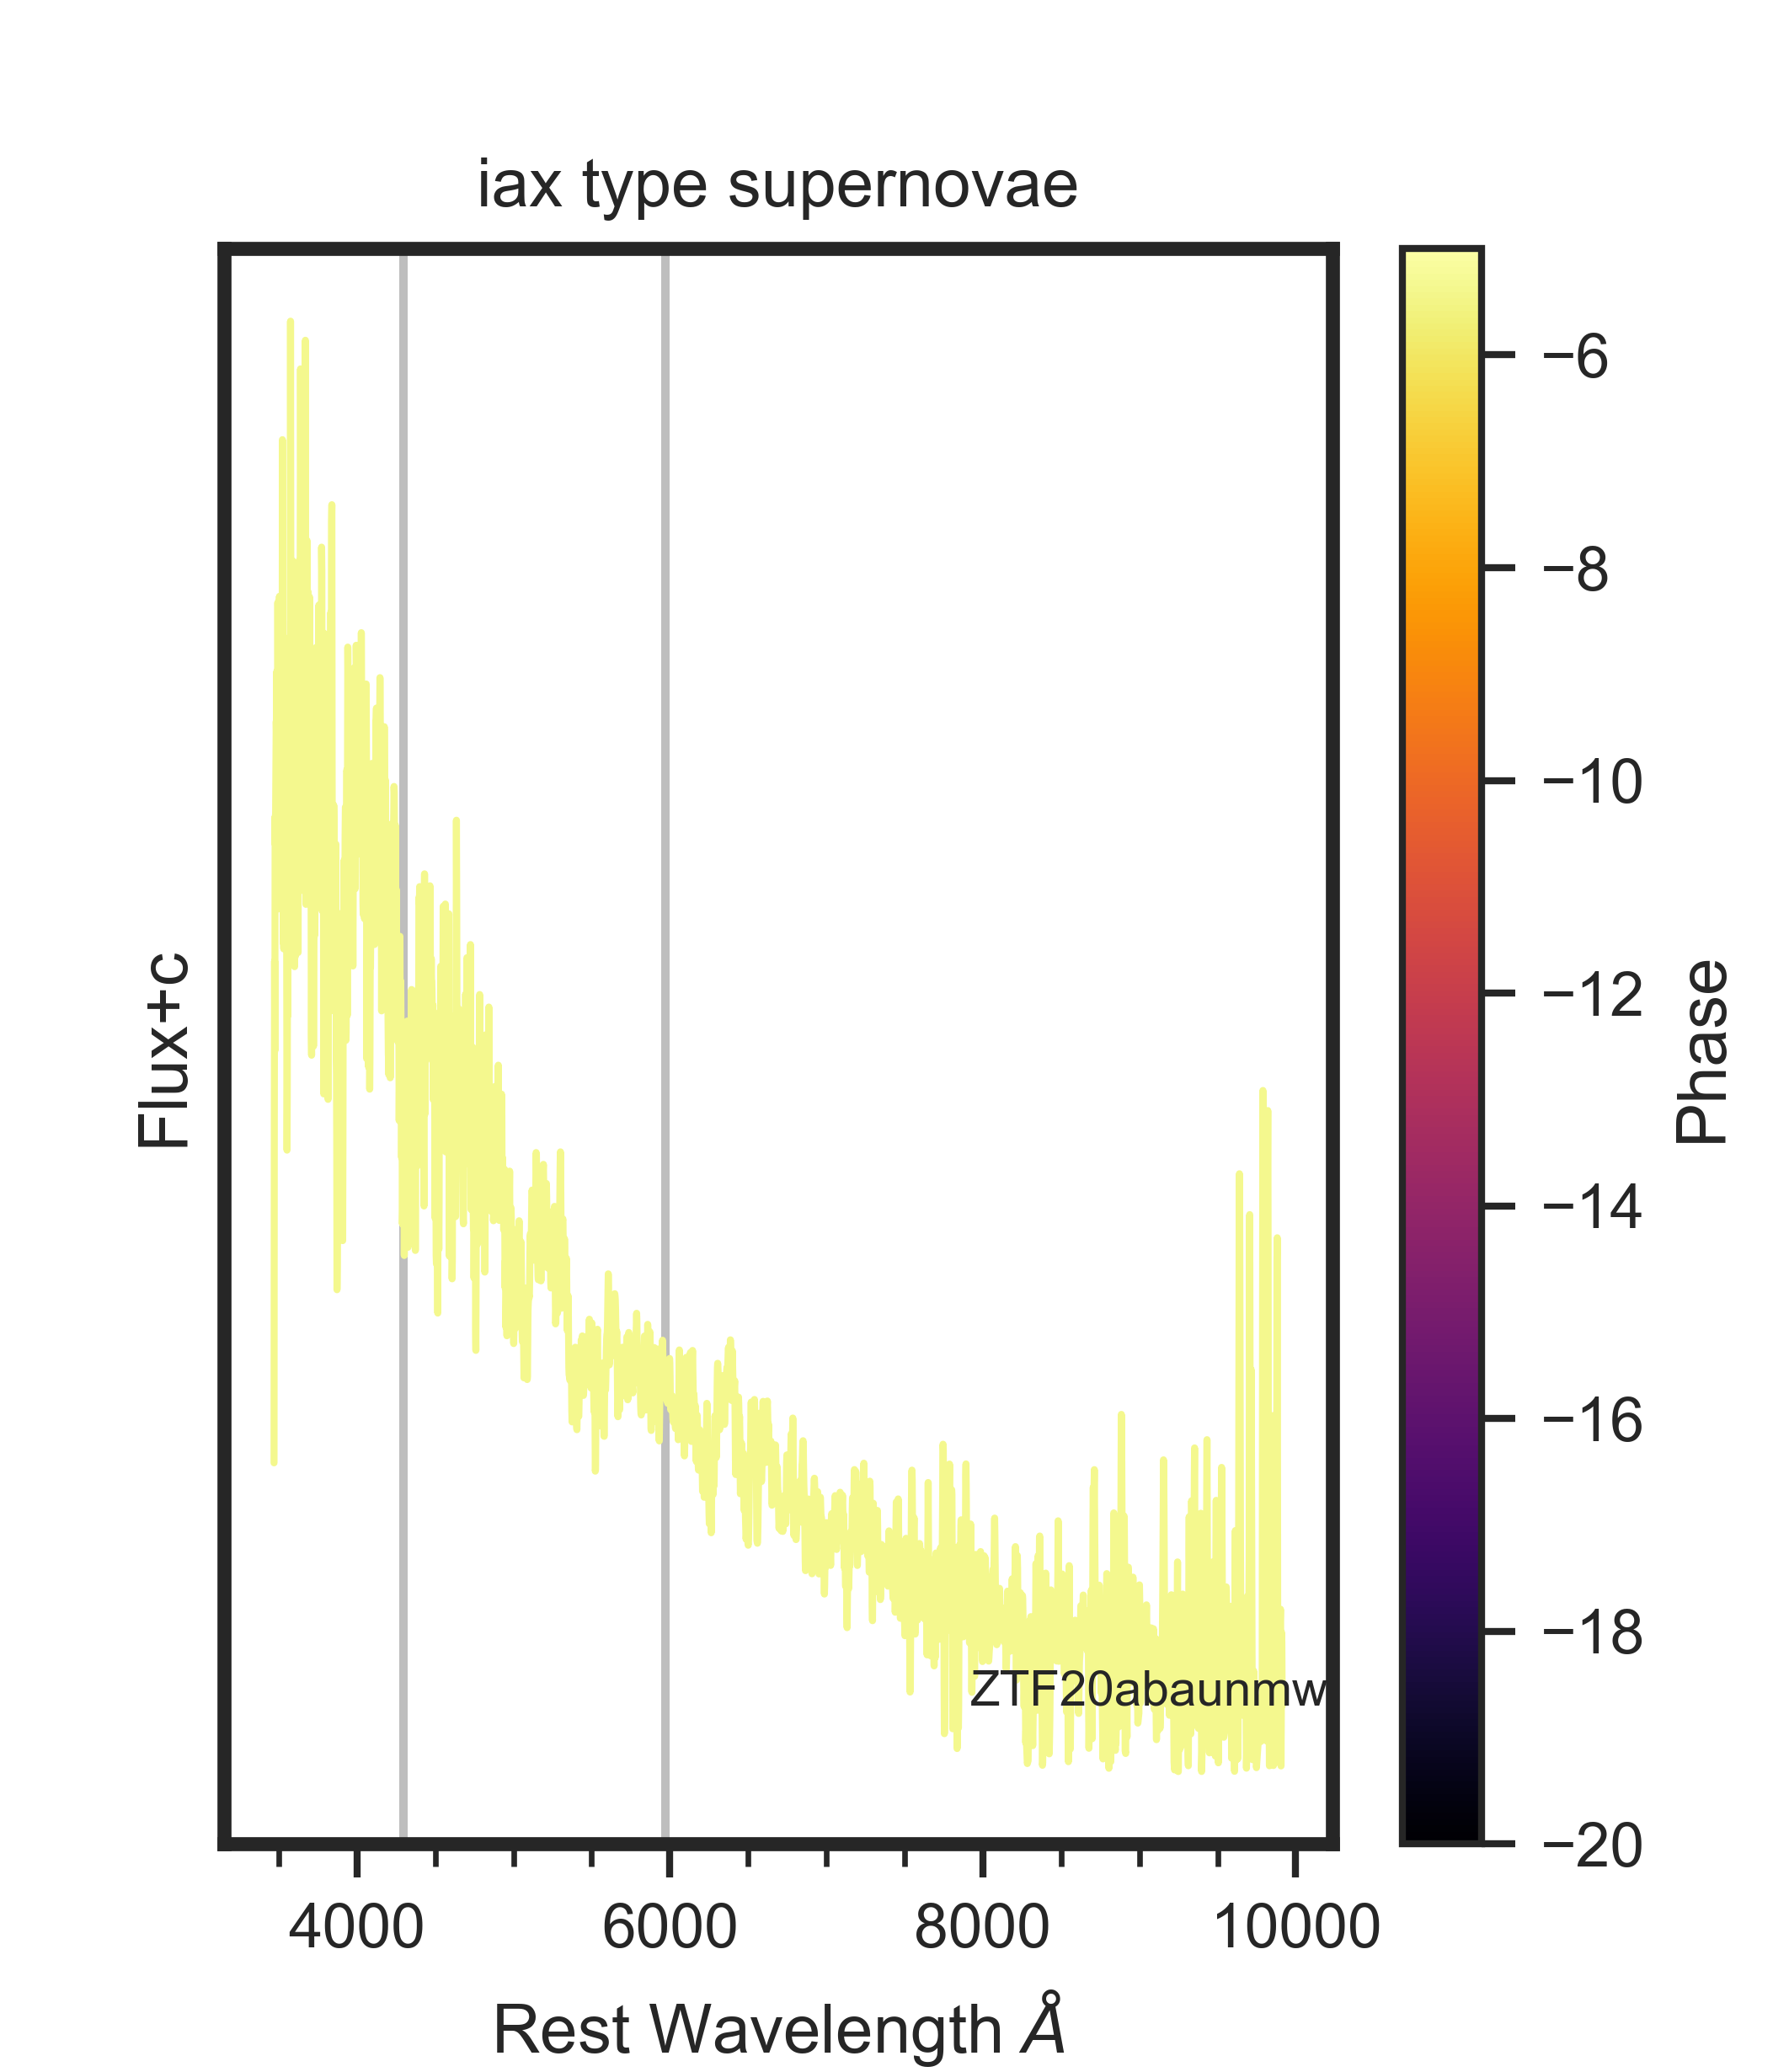 iax type supernovae
Flux+c
ZTF20abaunmw
4000 6000 8000 10000
Rest Wavelength Å
−6
−8
−10
−12
−14
−16
−18
−20
Phase